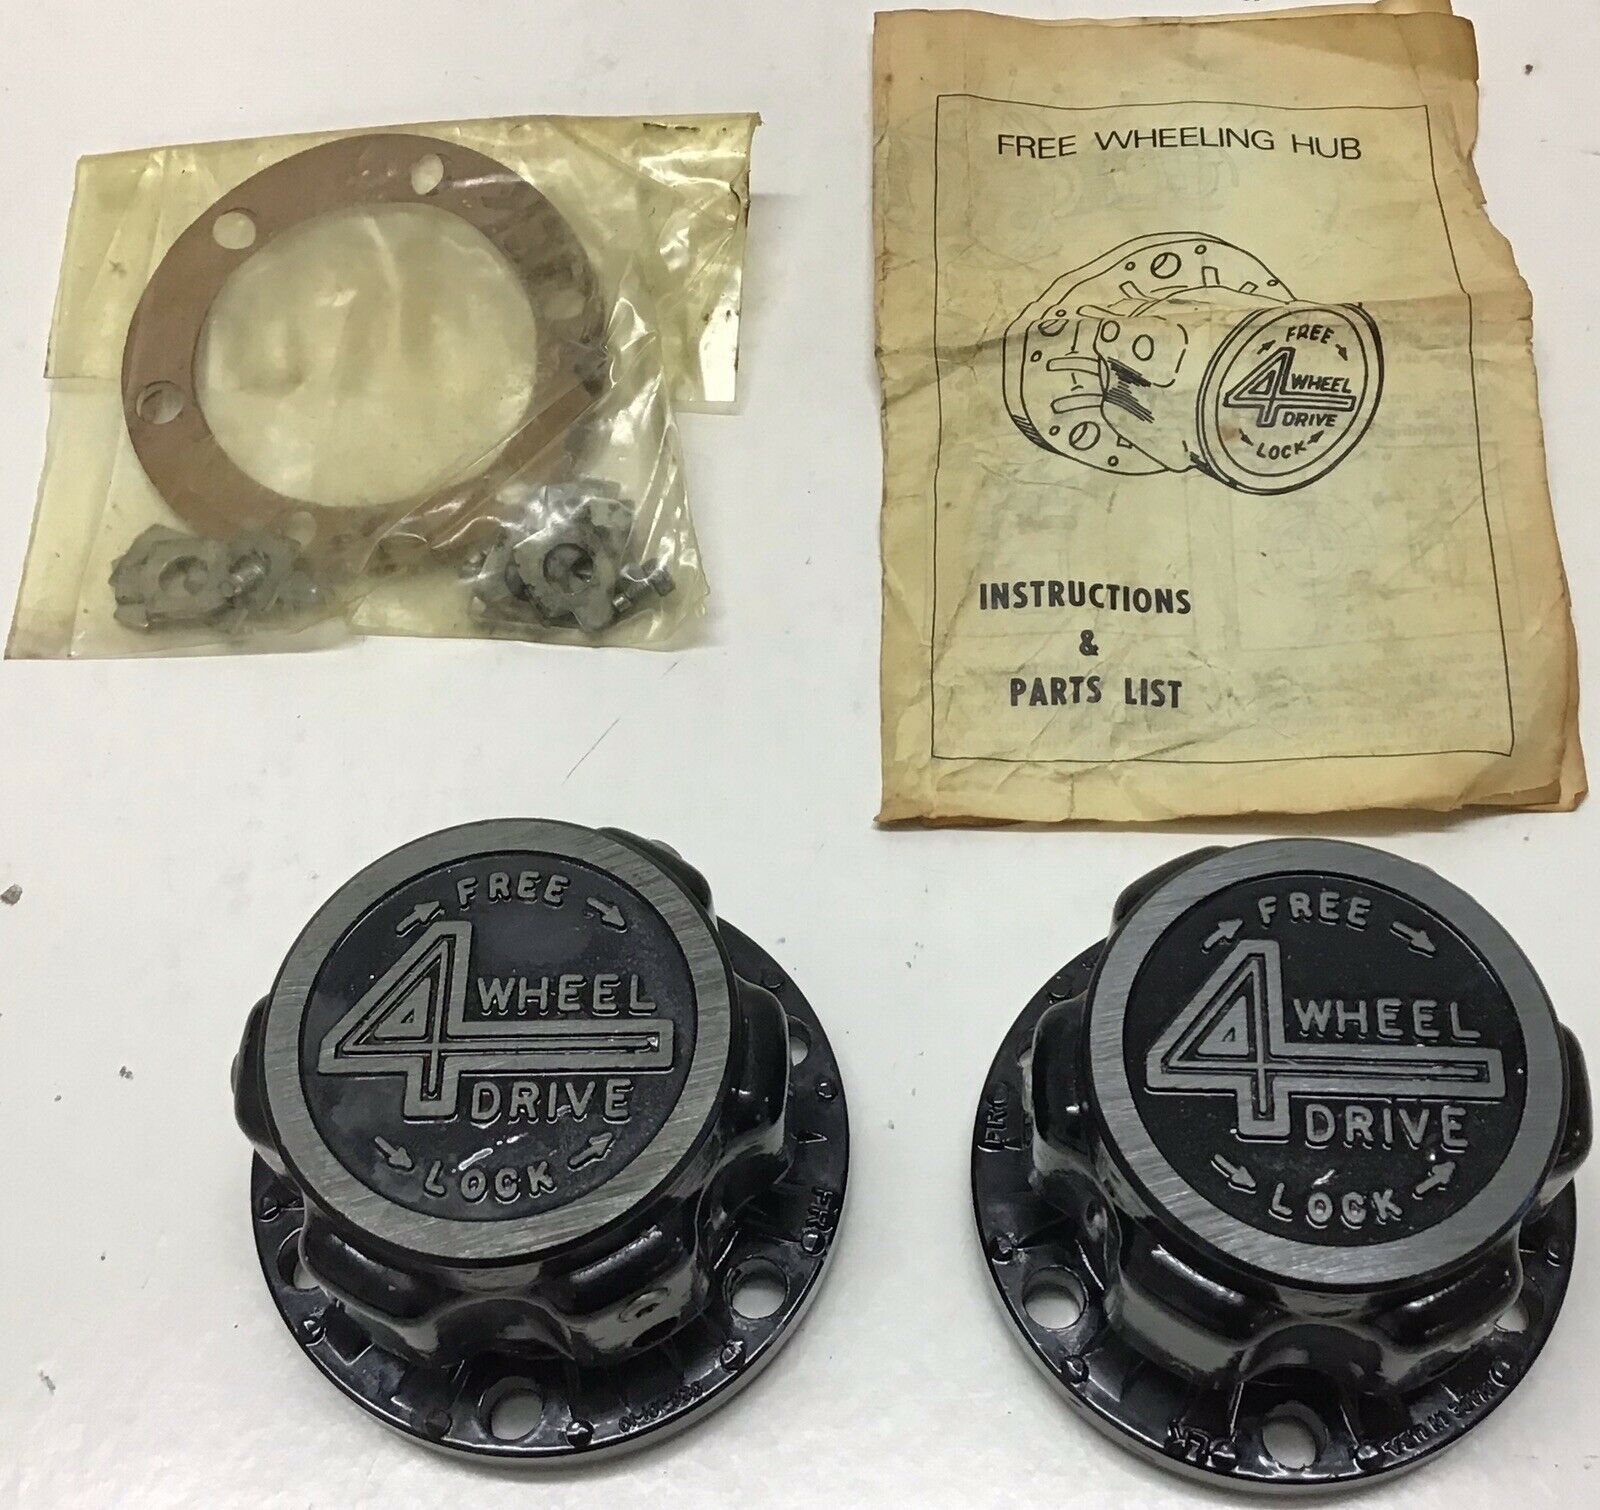 FREE WHEELING HUB
FREE
4 WHEEL
DRIVE
LOCK
INSTRUCTIONS
&
PARTS LIST
FREE
4 WHEEL
DRIVE
LOCK
FREE
4 WHEEL
DRIVE
LOCK